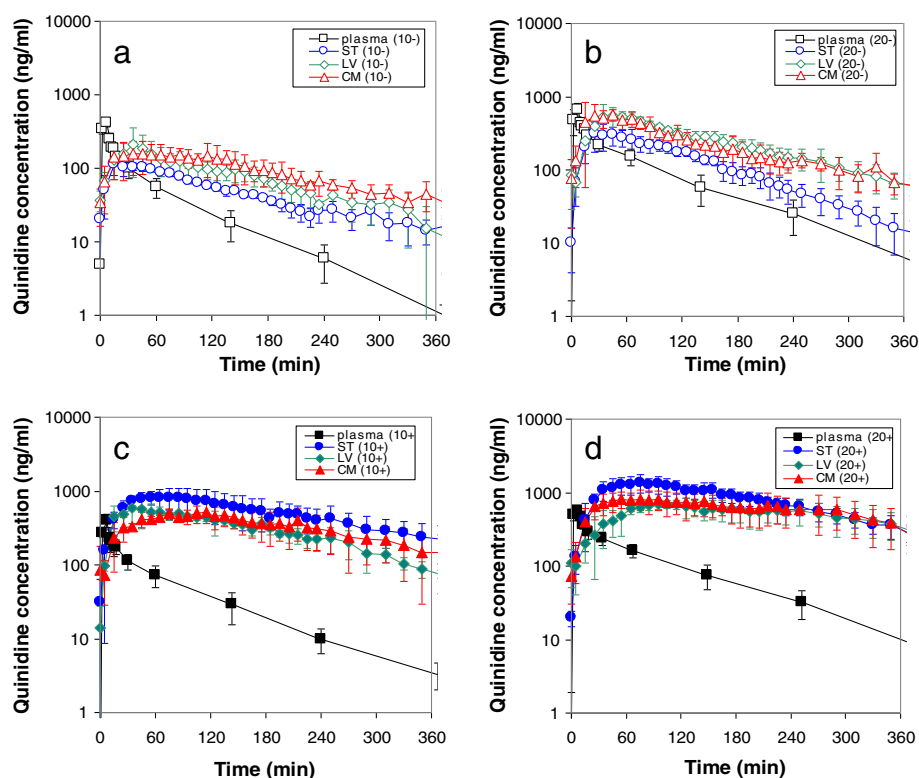 a
plasma (10-)
ST (10-)
LV (10-)
CM (10-)
Quinidine concentration (ng/ml)
10000
1000
100
10
1
0 60 120 180 240 300 360
Time (min)
b
plasma (20-)
ST (20-)
LV (20-)
CM (20-)
Quinidine concentration (ng/ml)
10000
1000
100
10
1
0 60 120 180 240 300 360
Time (min)
c
plasma (10+
ST (10+)
LV (10+)
CM (10+)
Quinidine concentration (ng/ml)
10000
1000
100
10
1
0 60 120 180 240 300 360
Time (min)
d
plasma (20+
ST (20+)
LV (20+)
CM (20+)
Quinidine concentration (ng/ml)
10000
1000
100
10
1
0 60 120 180 240 300 360
Time (min)